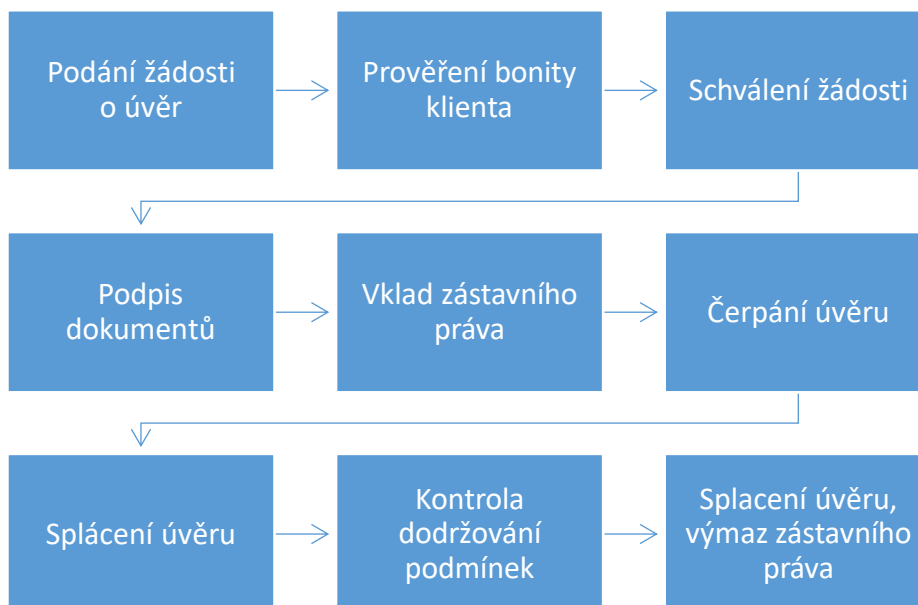 Podání žádosti
o úvěr
Prověření bonity
klienta
Schválení žádosti
Podpis
dokumentů
Vklad zástavního
práva
Čerpání úvěru
Splácení úvěru
Kontrola
dodržování
podmínek
Splacení úvěru,
výmaz zástavního
práva